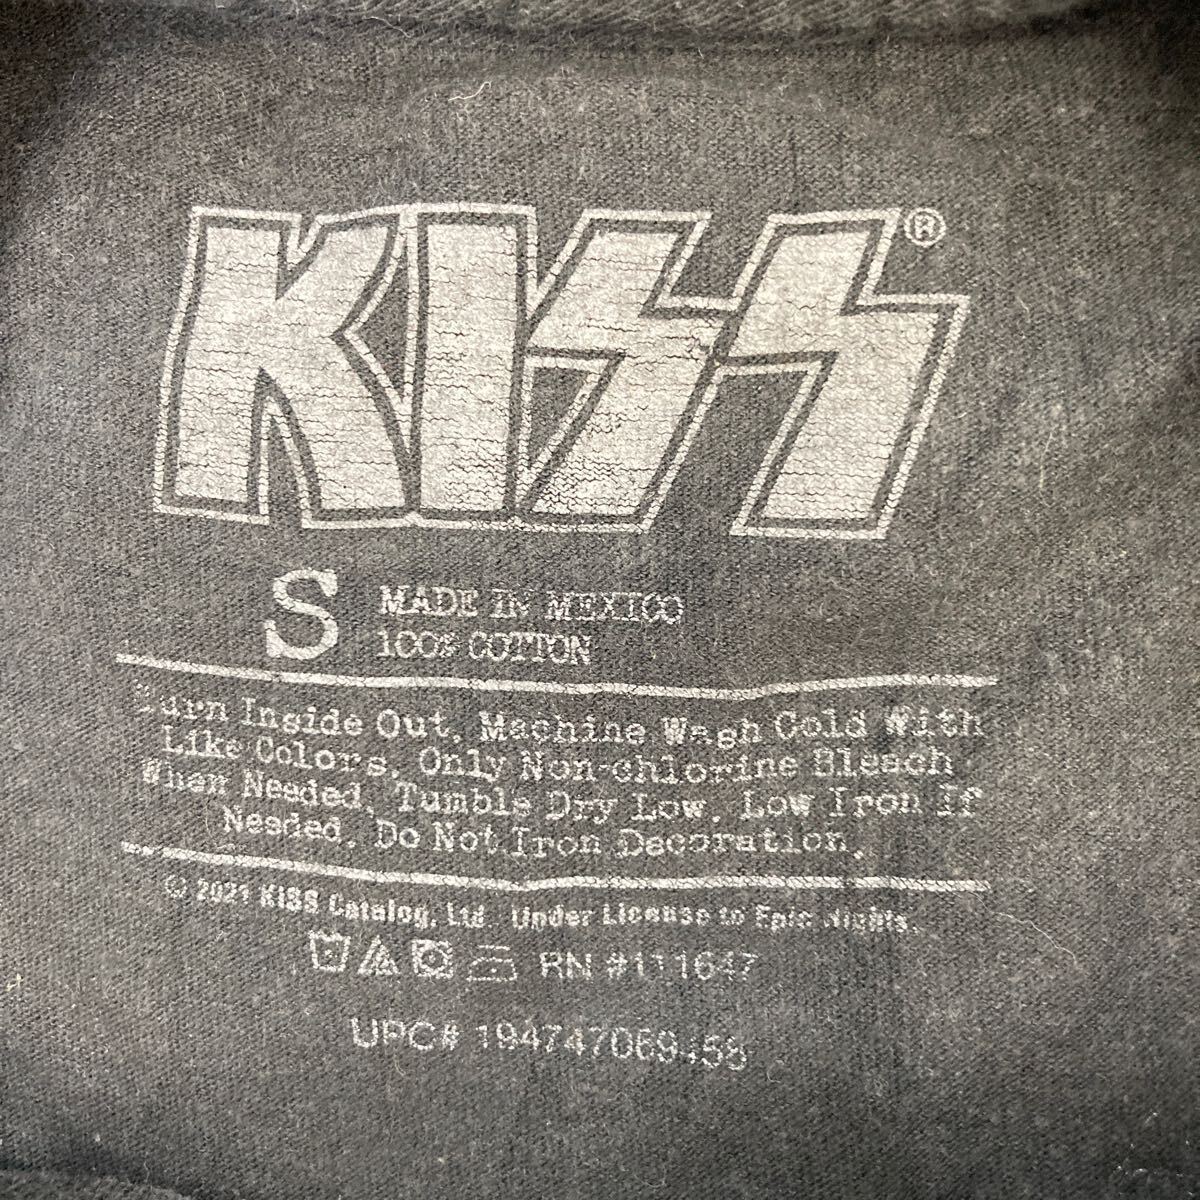 KISS®
S MADE IN MEXICO
100% COTTON
Turn Inside Out. Machine Wash Cold With
Like Colors. Only Non-chlorine Bleach
When Needed. Tumble Dry Low. Low Iron If
Needed. Do Not Iron Decoration.
© 2021 KISS Catalog, Ltd. Under License to Epic Rights.
RN #111647
UPC#